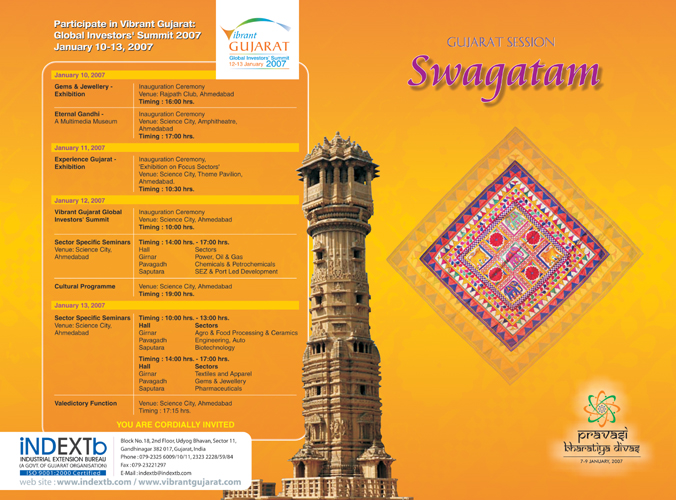 Participate in Vibrant Gujarat:
Global Investors' Summit 2007
January 10-13, 2007
Vibrant
GUJARAT
Global Investors' Summit
12-13 January 2007
January 10, 2007
Gems & Jewellery - Inauguration Ceremony
Exhibition Venue: Rajpath Club, Ahmedabad
Timing : 16:00 hrs.
Eternal Gandhi - Inauguration Ceremony
A Multimedia Museum Venue: Science City, Amphitheatre,
Ahmedabad
Timing : 17:00 hrs.
January 11, 2007
Experience Gujarat - Inauguration Ceremony,
Exhibition 'Exhibition on Focus Sectors'
Venue: Science City, Theme Pavilion,
Ahmedabad.
Timing : 10:30 hrs.
January 12, 2007
Vibrant Gujarat Global Inauguration Ceremony
Investors' Summit Venue: Science City, Ahmedabad
Timing : 10:00 hrs.
Sector Specific Seminars Timing : 14:00 hrs. - 17:00 hrs.
Venue: Science City, Hall Sectors
Ahmedabad Girnar Power, Oil & Gas
Pavagadh Chemicals & Petrochemicals
Saputara SEZ & Port Led Development
Cultural Programme Venue: Science City, Ahmedabad
Timing : 19:00 hrs.
January 13, 2007
Sector Specific Seminars Timing : 10:00 hrs. - 13:00 hrs.
Venue: Science City, Hall Sectors
Ahmedabad Girnar Agro & Food Processing & Ceramics
Pavagadh Engineering, Auto
Saputara Biotechnology
Timing : 14:00 hrs. - 17:00 hrs.
Hall Sectors
Girnar Textiles and Apparel
Pavagadh Gems & Jewellery
Saputara Pharmaceuticals
Valedictory Function Venue: Science City, Ahmedabad
Timing : 17:15 hrs.
YOU ARE CORDIALLY INVITED
iNDEXTb
INDUSTRIAL EXTENSION BUREAU
(A GOVT. OF GUJARAT ORGANISATION)
ISO 9001-2000 Certified
Block No.18, 2nd Floor, Udyog Bhavan, Sector 11,
Gandhinagar 382 017, Gujarat, India
Phone : 079-2325 6009/10/11, 2323 2228/59/84
Fax : 079-23221297
E-Mail : indextb@indextb.com
web site : www.indextb.com / www.vibrantgujarat.com
GUJARAT SESSION
Swagatam
pravasi
bharatiya divas
7-9 JANUARY, 2007